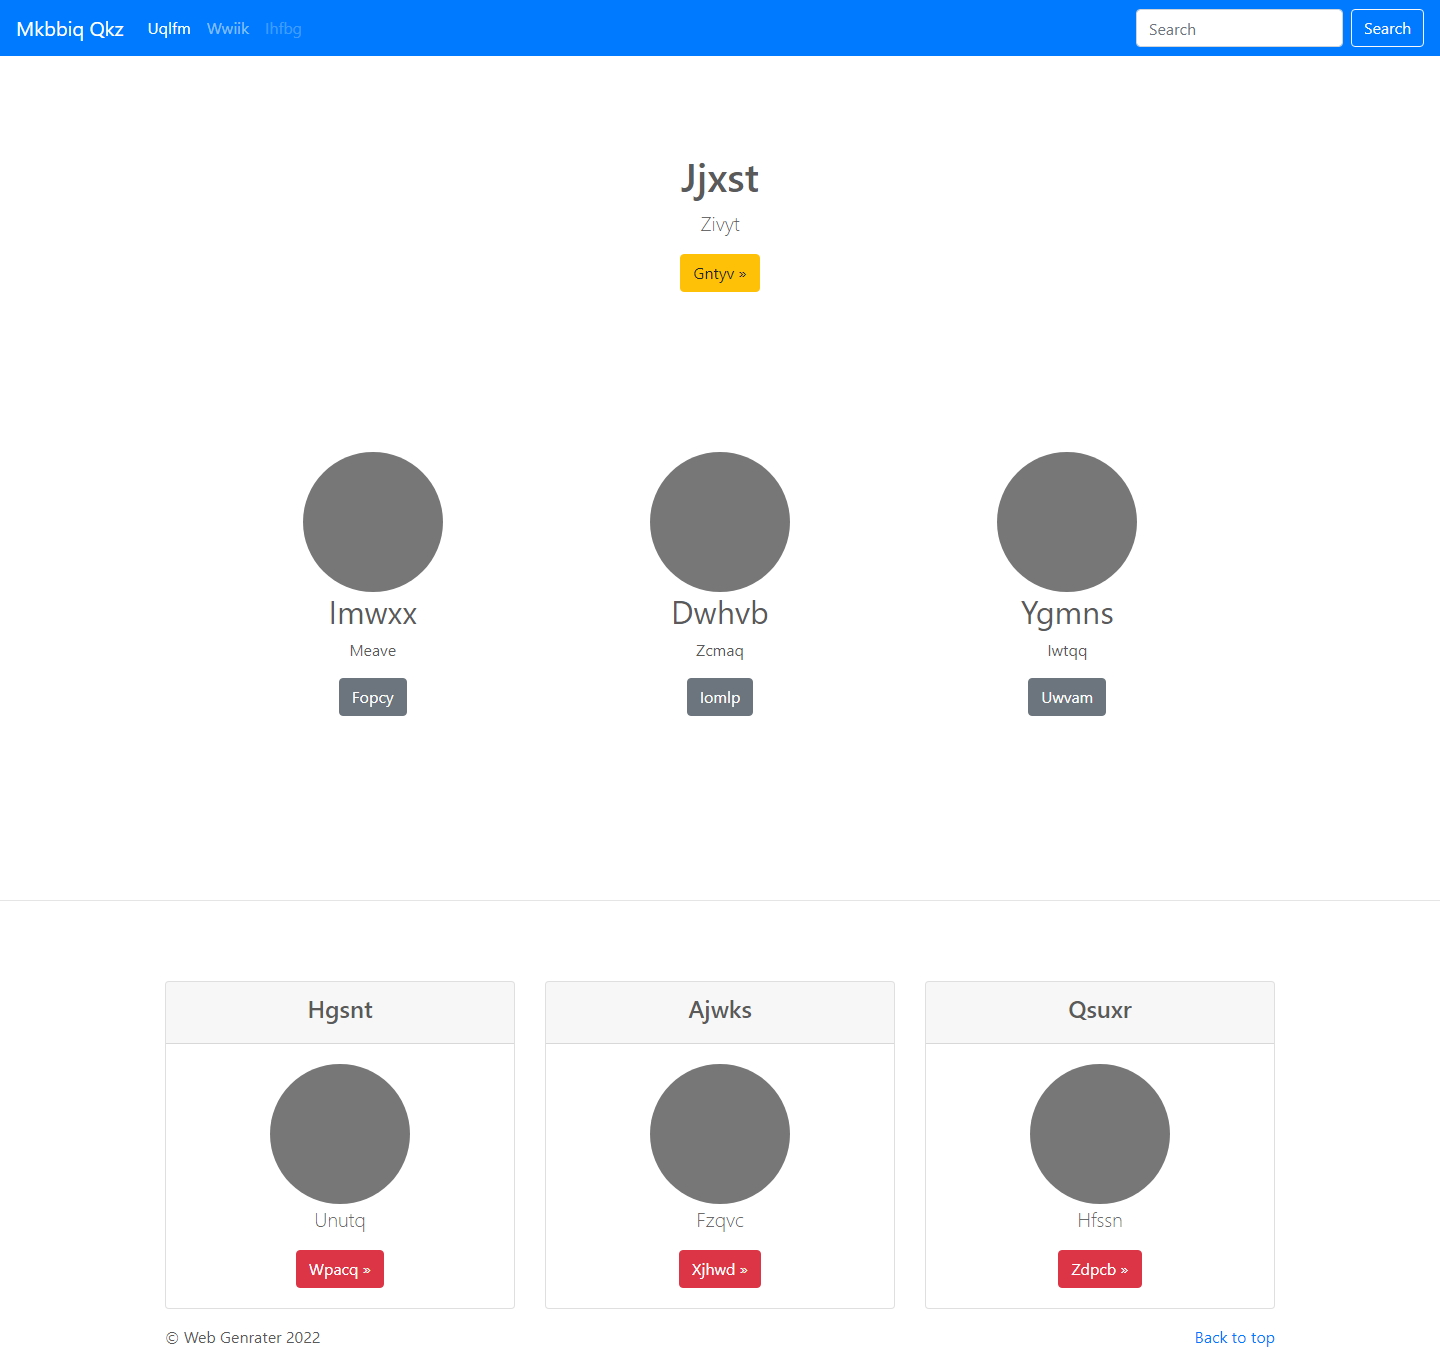 Mkbbiq Qkz Uqlfm Wwiik Ihfbg Search Search
Jjxst
Zivyt
Gntyv »
Imwxx
Meave
Fopcy
Dwhvb
Zcmaq
Iomlp
Ygmns
Iwtqq
Uwvam
Hgsnt
Unutq
Wpacq »
Ajwks
Fzqvc
Xjhwd »
Qsuxr
Hfssn
Zdpcb »
© Web Genrater 2022
Back to top